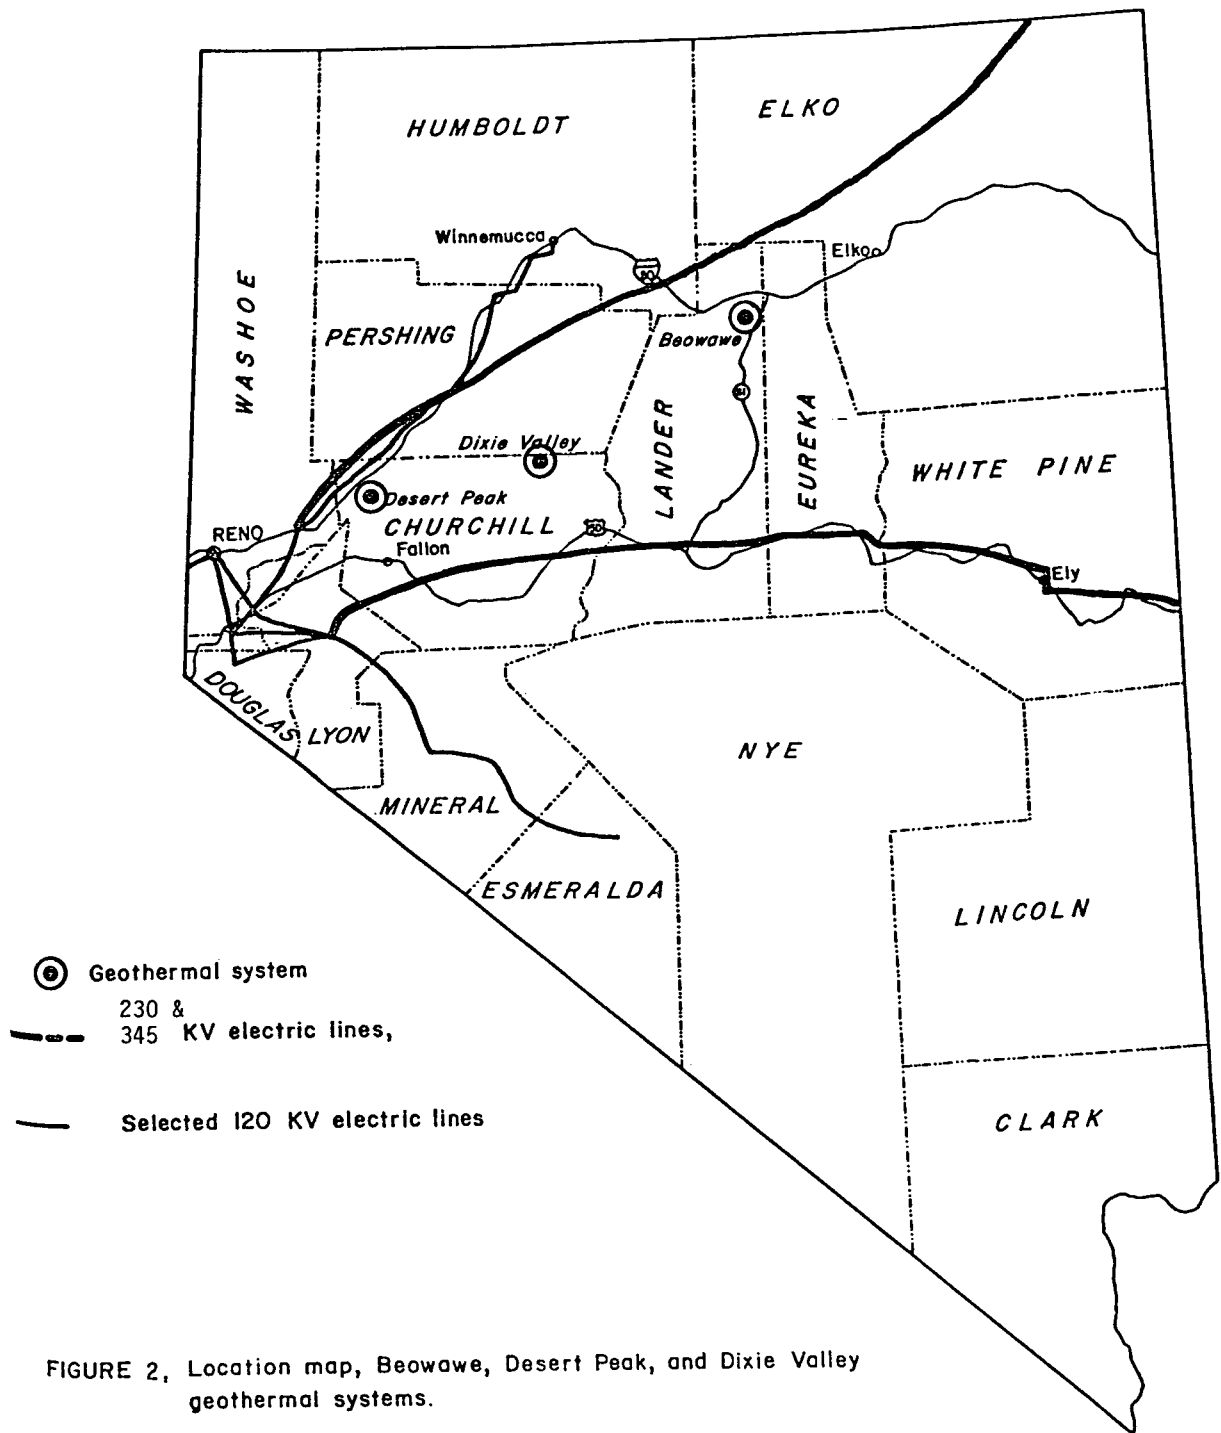 HUMBOLDT
ELKO
Winnemucca
Elko
80
WASHOE
PERSHING
Beowawe
LANDER
EUREKA
Dixie Valley
WHITE PINE
Desert Peak
CHURCHILL
50
RENO
Fallon
Ely
DOUGLAS
LYON
NYE
MINERAL
ESMERALDA
LINCOLN
Geothermal system
230 &
345 KV electric lines,
Selected 120 KV electric lines
CLARK
FIGURE 2, Location map, Beowawe, Desert Peak, and Dixie Valley
geothermal systems.